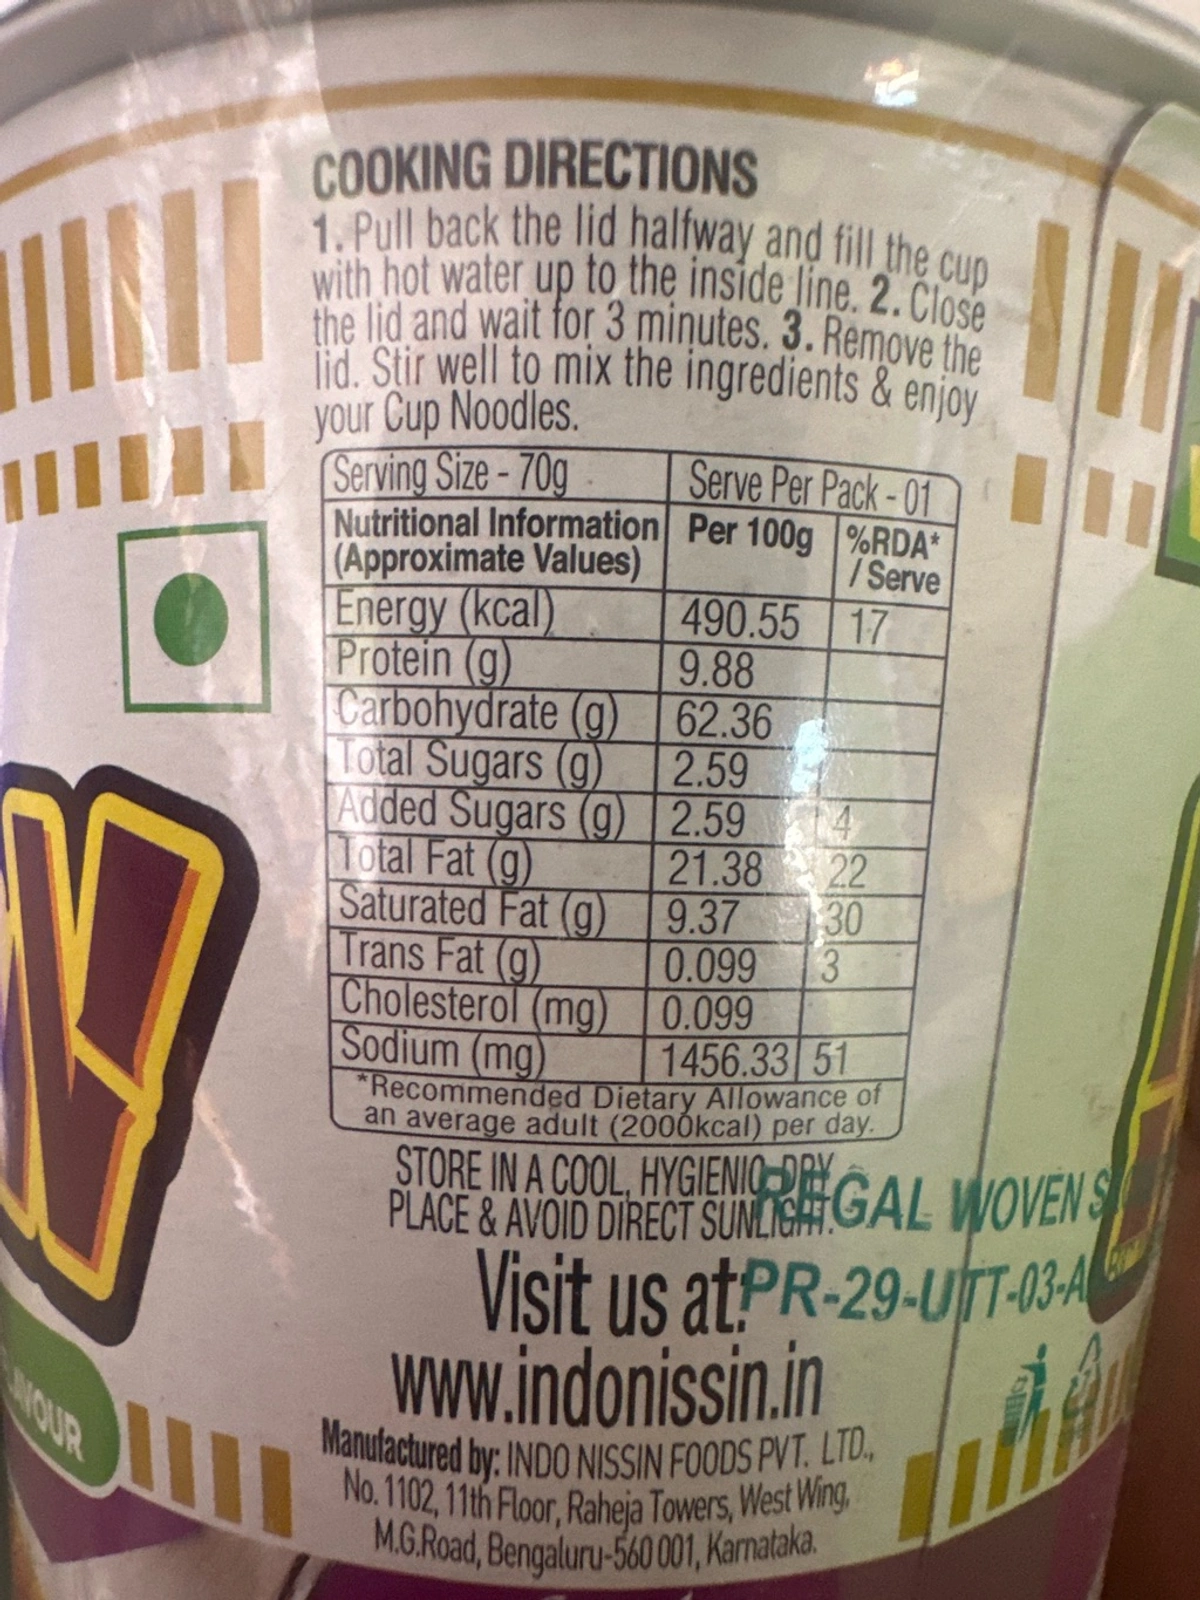 COOKING DIRECTIONS
1. Pull back the lid halfway and fill the cup
with hot water up to the inside line. 2. Close
the lid and wait for 3 minutes. 3. Remove the
lid. Stir well to mix the ingredients & enjoy
your Cup Noodles.
Serving Size - 70g Serve Per Pack - 01
Nutritional Information Per 100g %RDA*
(Approximate Values) / Serve
Energy (kcal) 490.55 17
Protein (g) 9.88
Carbohydrate (g) 62.36
Total Sugars (g) 2.59
Added Sugars (g) 2.59 4
Total Fat (g) 21.38 22
Saturated Fat (g) 9.37 30
Trans Fat (g) 0.099 3
Cholesterol (mg) 0.099
Sodium (mg) 1456.33 51
*Recommended Dietary Allowance of
an average adult (2000kcal) per day.
STORE IN A COOL, HYGIENIC, DRY
PLACE & AVOID DIRECT SUNLIGHT.
REGAL WOVEN S
Visit us at:
PR-29-UTT-03-A
www.indonissin.in
Manufactured by: INDO NISSIN FOODS PVT. LTD.,
No. 1102, 11th Floor, Raheja Towers, West Wing,
M.G.Road, Bengaluru-560 001, Karnataka.
AVOUR
N